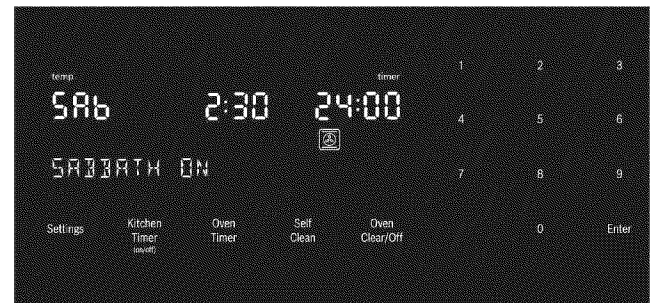 1 2 3
temp timer
SAb 2:30 24:00
4 5 6
SABBATH ON
7 8 9
Settings Kitchen Timer (on/off) Oven Timer Self Clean Oven Clear/Off 0 Enter